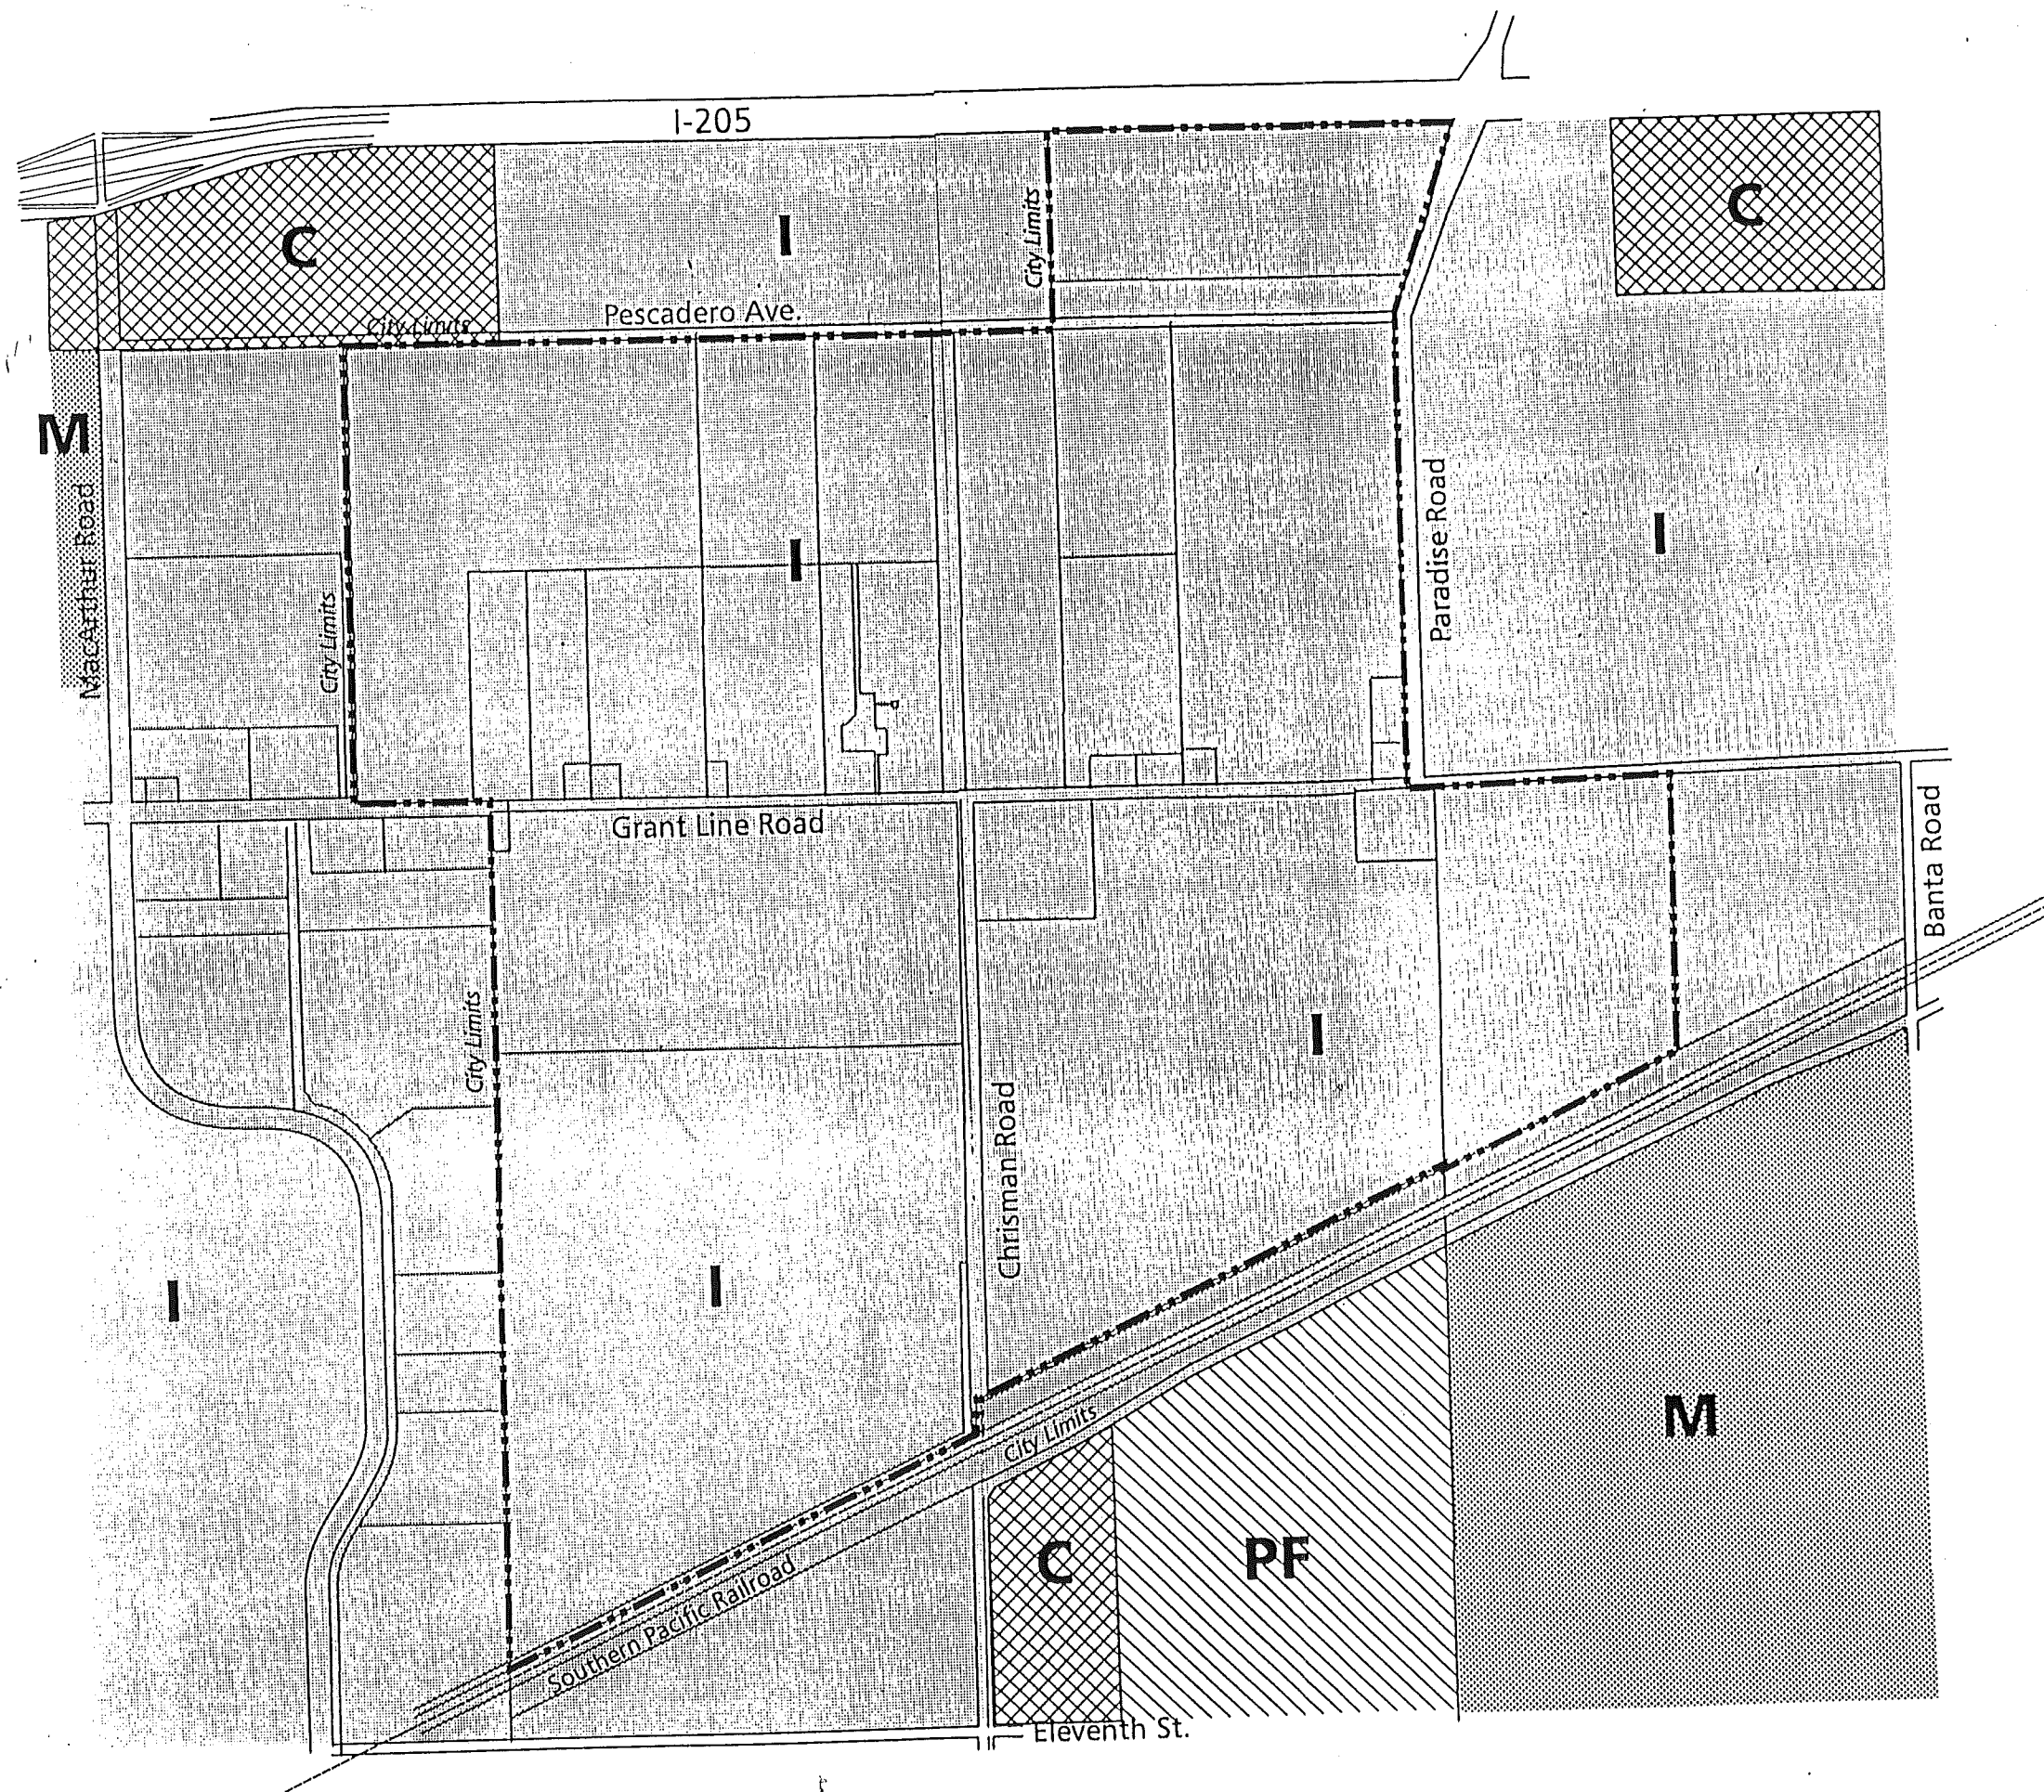 I-205
C
I
City Limits
C
Pescadero Ave.
City Limits
M
MacArthur Road
City Limits
I
Paradise Road
I
Grant Line Road
Banta Road
City Limits
I
Chrisman Road
I
I
City Limits
M
C
PF
Southern Pacific Railroad
Eleventh St.